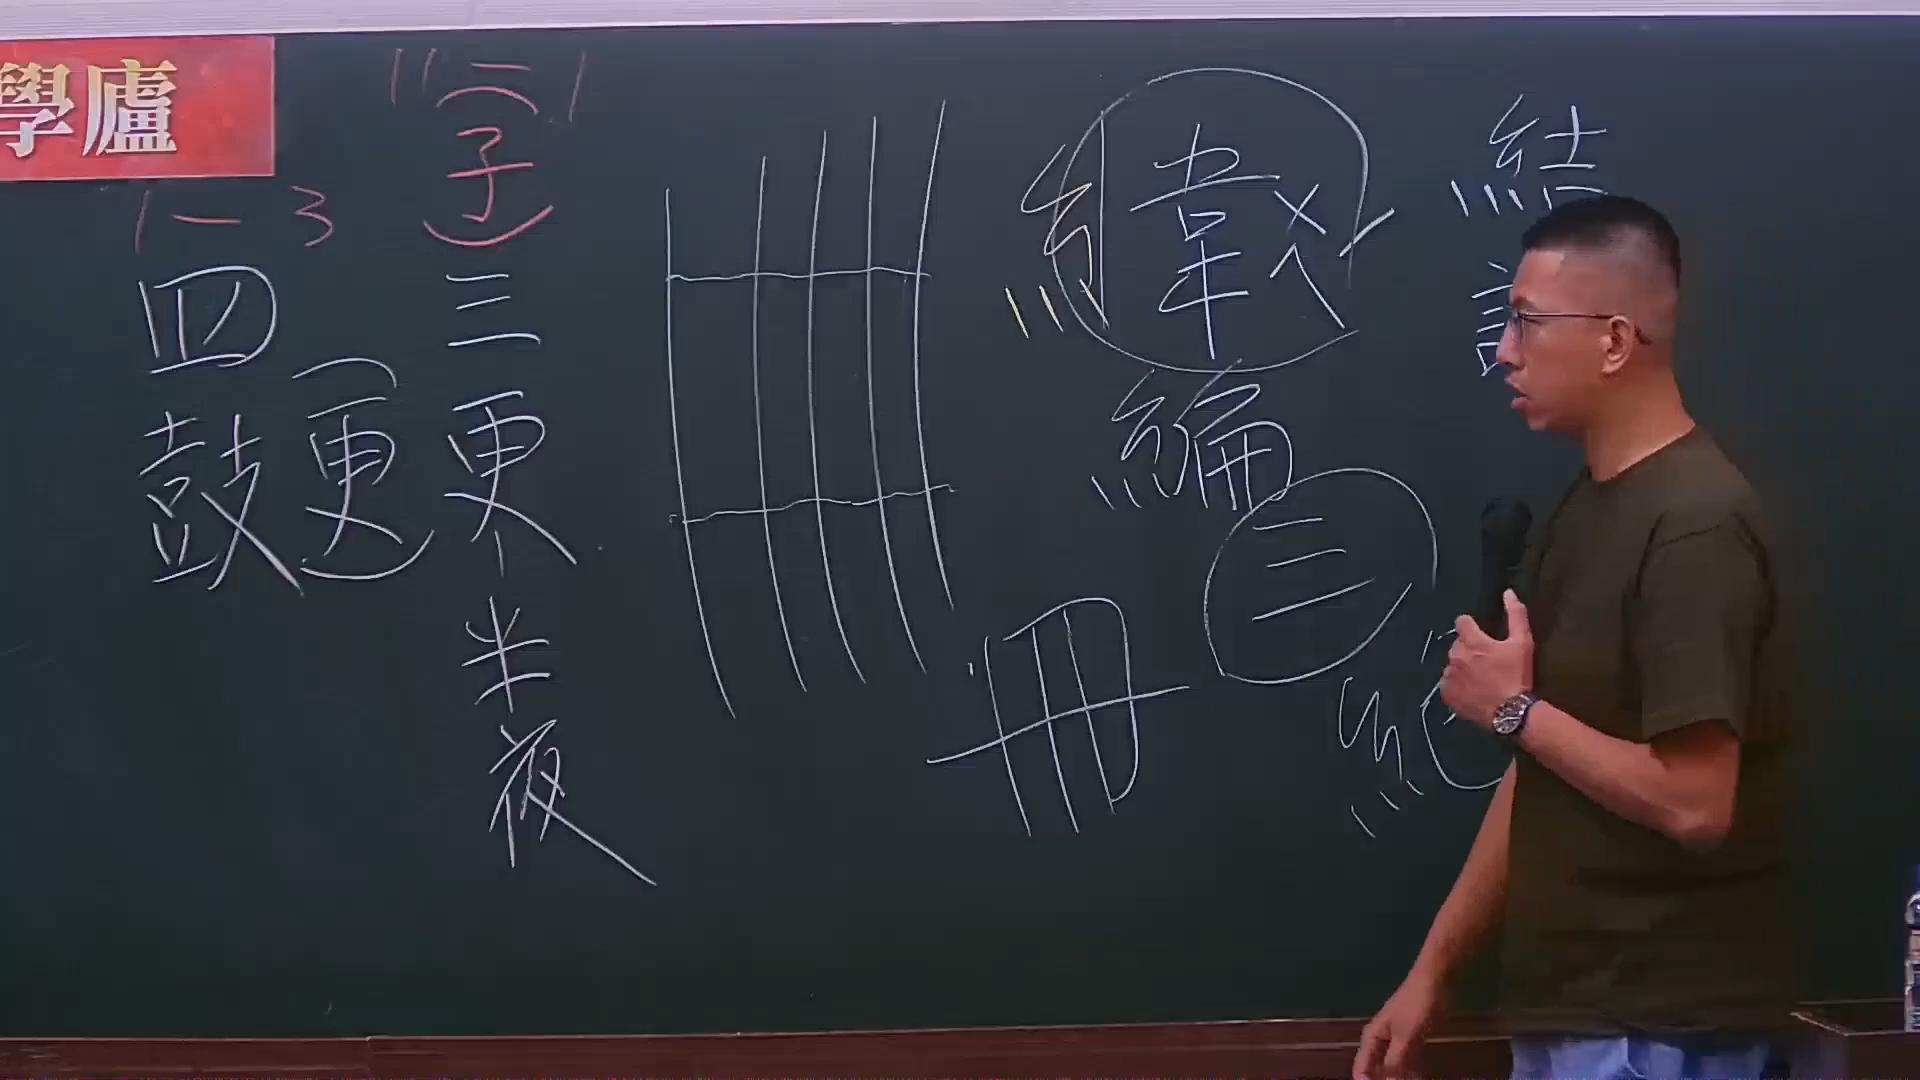 學廬
結
韋
編
三
絕
冊
11-1
(子)
三更半夜
1-3
四鼓
(更)